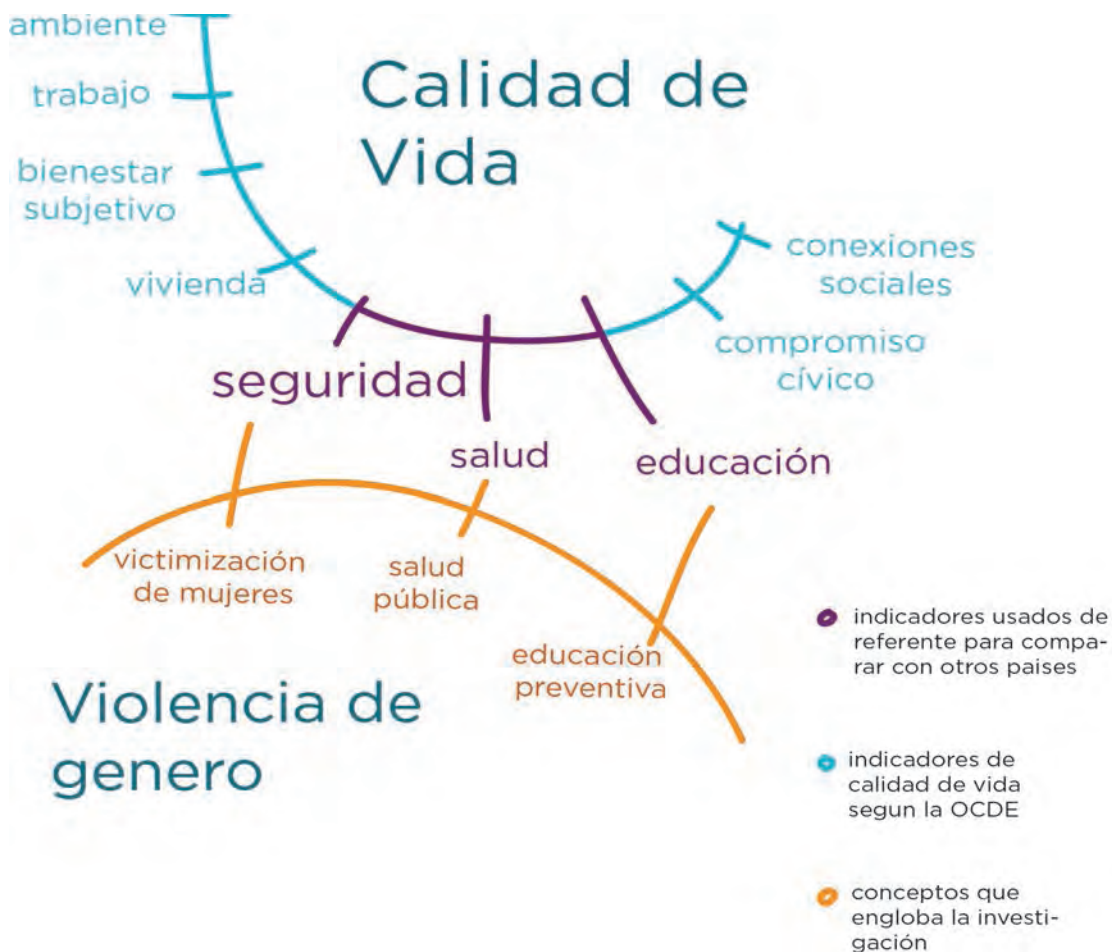 ambiente
Calidad de
Vida
trabajo
bienestar
subjetivo
vivienda
conexiones
sociales
compromiso
cívico
seguridad
salud
educación
victimización
de mujeres
salud
pública
educación
preventiva
Violencia de
genero
indicadores usados de
referente para compa-
rar con otros paises
indicadores de
calidad de vida
segun la OCDE
conceptos que
engloba la investi-
gación